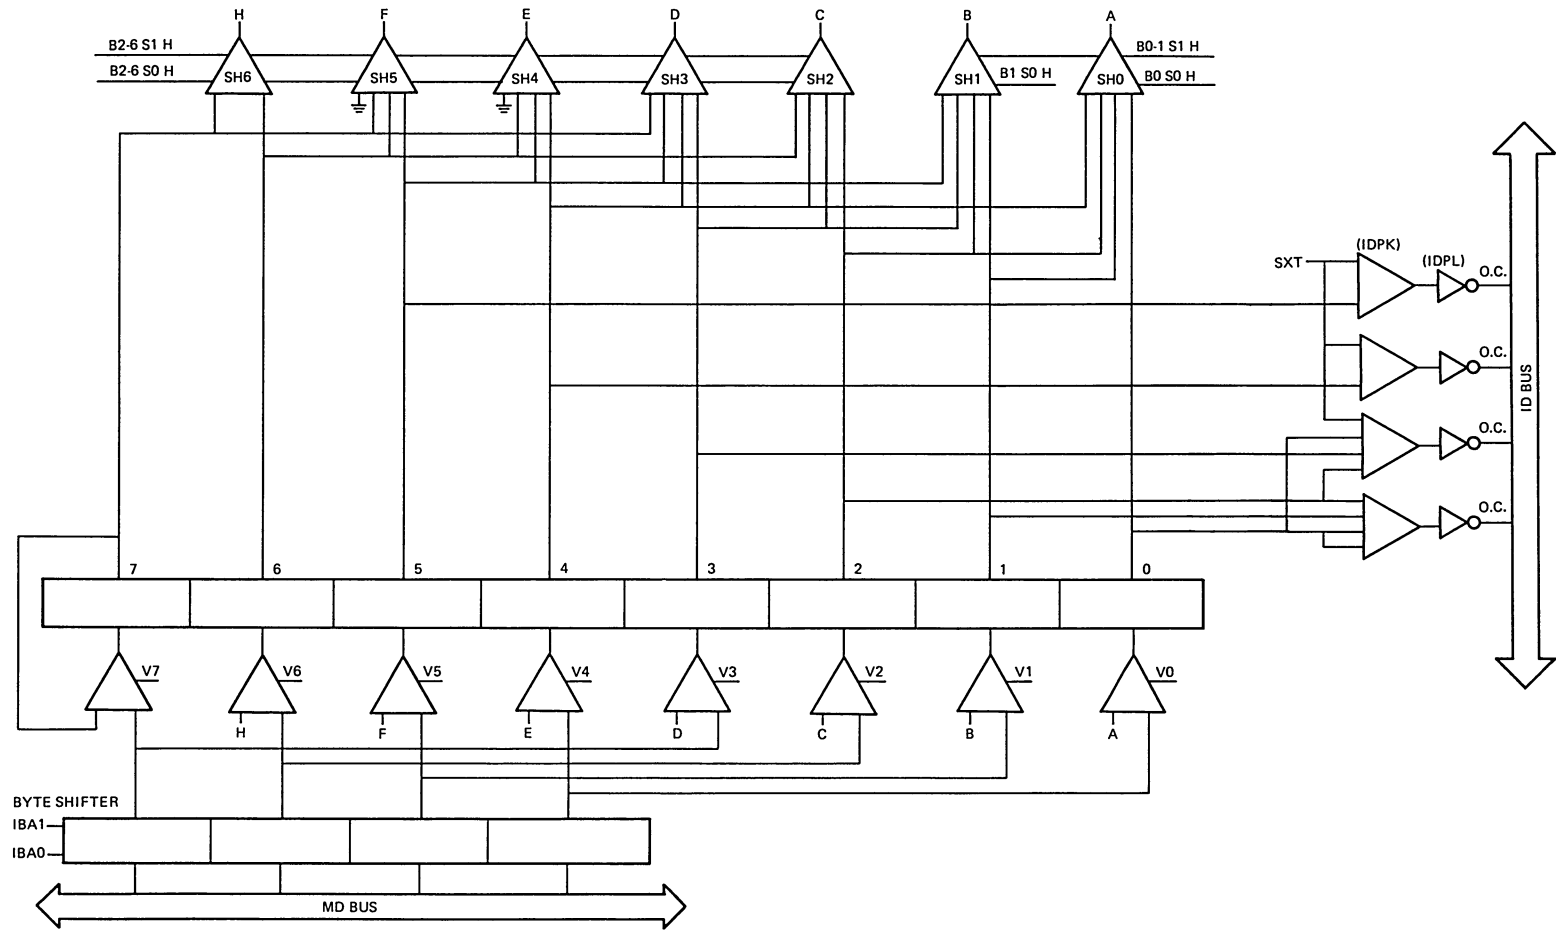 H F E D C B A
B2-6 S1 H
B0-1 S1 H
B2-6 S0 H
B1 S0 H
B0 S0 H
SH6 SH5 SH4 SH3 SH2 SH1 SH0
(IDPK)
(IDPL)
SXT
O.C.
O.C.
O.C.
O.C.
ID BUS
7 6 5 4 3 2 1 0
V7 V6 V5 V4 V3 V2 V1 V0
H F E D C B A
BYTE SHIFTER
IBA1
IBA0
MD BUS